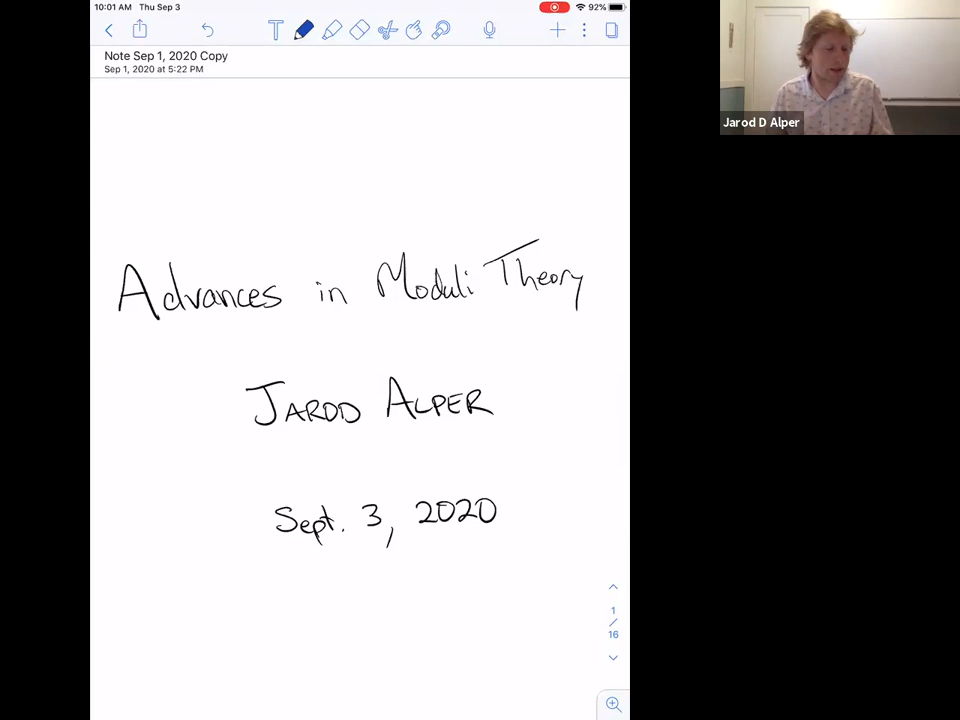 10:01 AM Thu Sep 3
92%
Note Sep 1, 2020 Copy
Sep 1, 2020 at 5:22 PM
Advances in Moduli Theory
JAROD ALPER
Sept. 3, 2020
1
/
16
Jarod D Alper